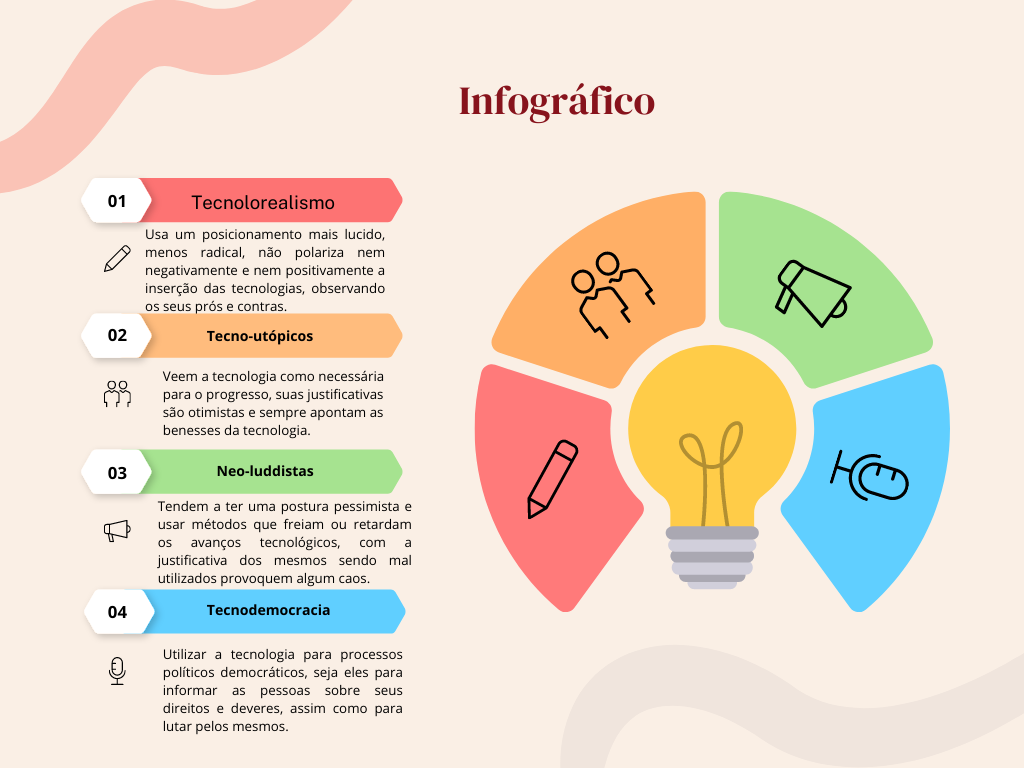 Infográfico
01
Tecnolorealismo
Usa um posicionamento mais lucido,
menos radical, não polariza nem
negativamente e nem positivamente a
inserção das tecnologias, observando
os seus prós e contras.
02
Tecno-utópicos
Veem a tecnologia como necessária
para o progresso, suas justificativas
são otimistas e sempre apontam as
benesses da tecnologia.
03
Neo-luddistas
Tendem a ter uma postura pessimista e
usar métodos que freiam ou retardam
os avanços tecnológicos, com a
justificativa dos mesmos sendo mal
utilizados provoquem algum caos.
04
Tecnodemocracia
Utilizar a tecnologia para processos
políticos democráticos, seja eles para
informar as pessoas sobre seus
direitos e deveres, assim como para
lutar pelos mesmos.